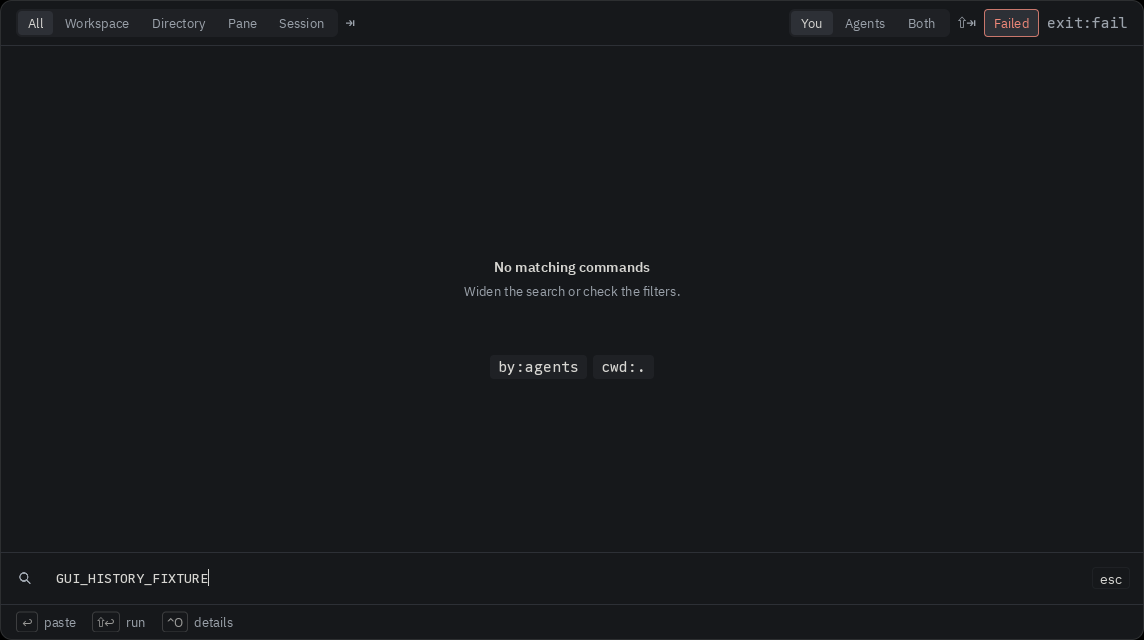 All Workspace Directory Pane Session ⇥ You Agents Both ⇧⇥ Failed exit:fail
No matching commands
Widen the search or check the filters.
by:agents cwd:.
GUI_HISTORY_FIXTURE esc
↩ paste ⇧↩ run ^O details